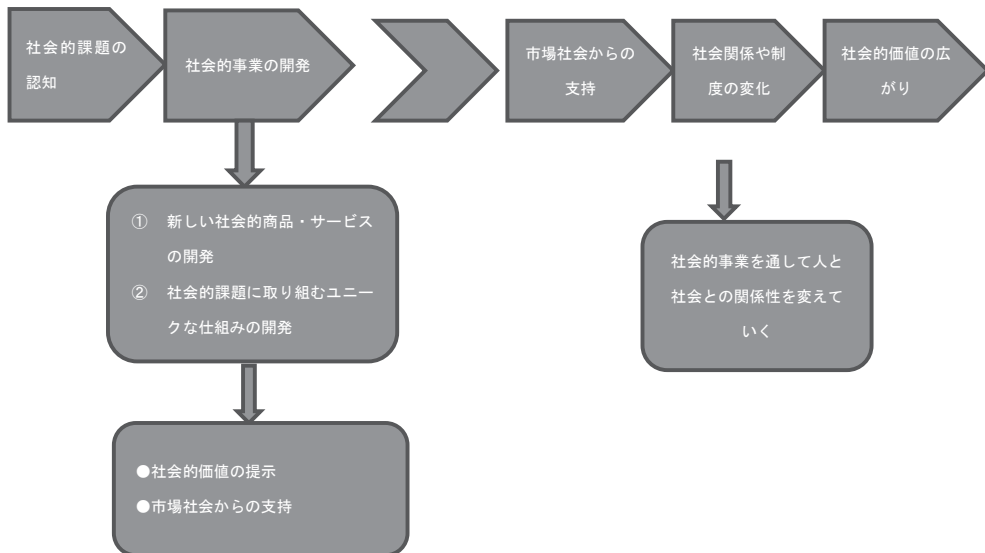 社会的課題の
認知
社会的事業の開発
市場社会からの
支持
社会関係や制
度の変化
社会的価値の広
がり
① 新しい社会的商品・サービス
の開発
② 社会的課題に取り組むユニー
クな仕組みの開発
社会的事業を通して人と
社会との関係性を変えて
いく
●社会的価値の提示
●市場社会からの支持